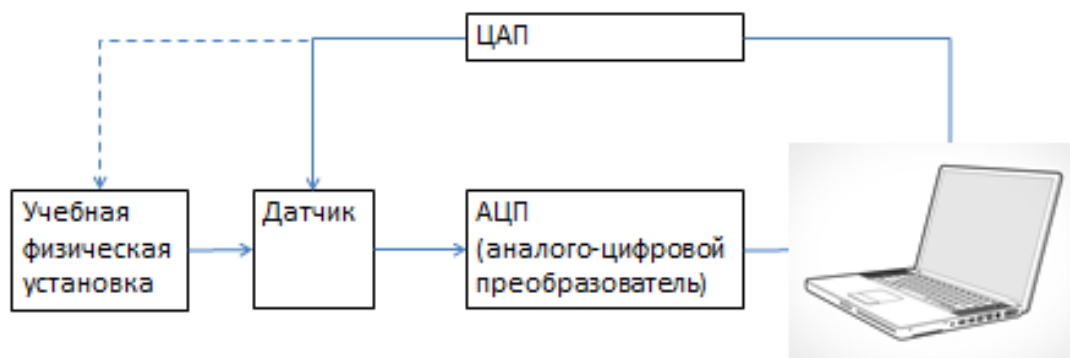 ЦАП
Учебная
физическая
установка
Датчик
АЦП
(аналого-цифровой
преобразователь)